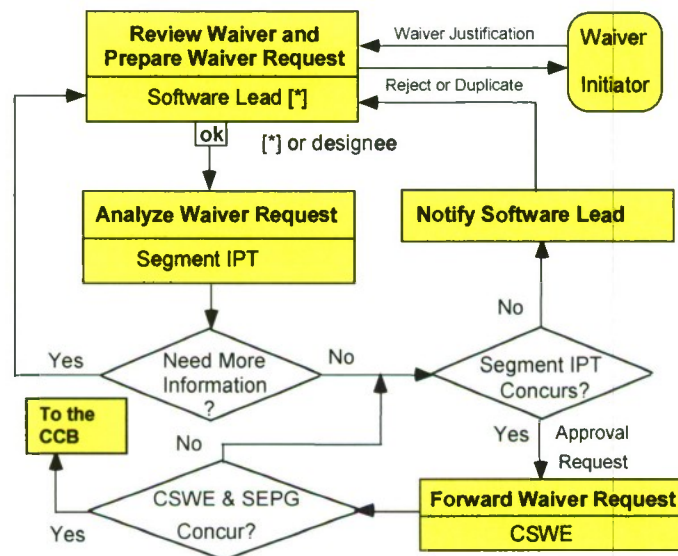 Review Waiver and
Prepare Waiver Request
Software Lead [*]
ok
[*] or designee
Waiver Justification
Waiver
Initiator
Reject or Duplicate
Analyze Waiver Request
Segment IPT
Notify Software Lead
Yes
Need More
Information
?
No
No
Segment IPT
Concurs?
To the
CCB
No
Yes
CSWE & SEPG
Concur?
Yes
Approval
Request
Forward Waiver Request
CSWE